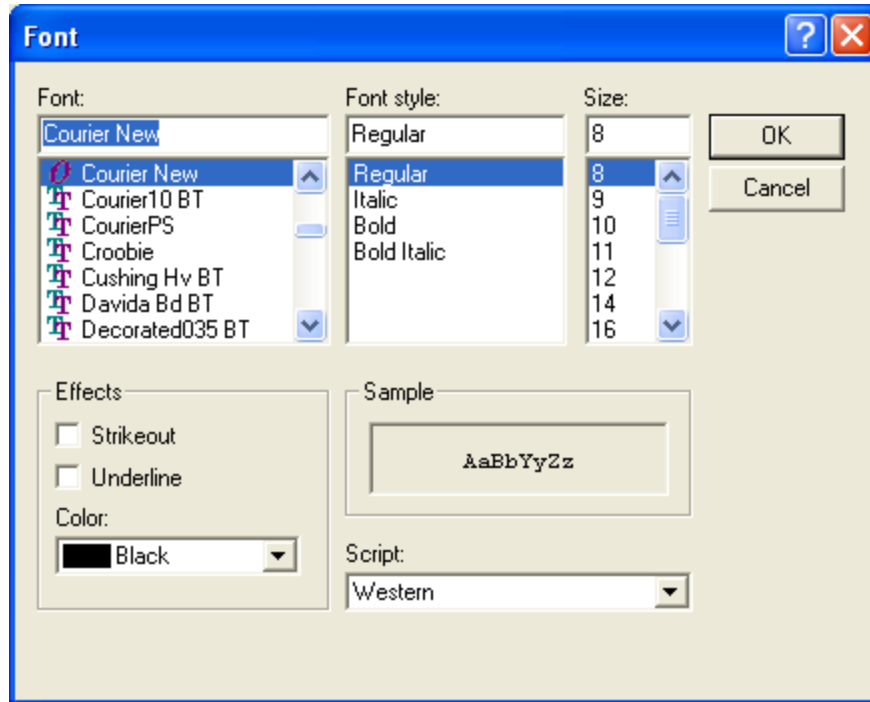 Font
Font:
Font style:
Size:
Courier New
Regular
8
OK
Cancel
Courier New
Courier10 BT
CourierPS
Croobie
Cushing Hv BT
Davida Bd BT
Decorated035 BT
Regular
Italic
Bold
Bold Italic
8
9
10
11
12
14
16
Effects
Strikeout
Underline
Color:
Black
Sample
AaBbYyZz
Script:
Western